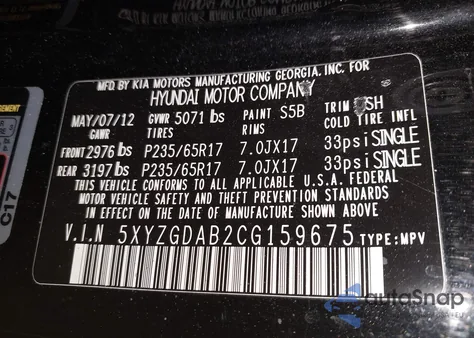 MFD BY KIA MOTORS MANUFACTURING GEORGIA, INC. FOR
HYUNDAI MOTOR COMPANY
MAY/07/12 GVWR 5071 lbs PAINT S5B TRIM SH
GAWR TIRES RIMS COLD TIRE INFL
FRONT 2976 lbs P235/65R17 7.0JX17 33psi SINGLE
REAR 3197 lbs P235/65R17 7.0JX17 33psi SINGLE
THIS VEHICLE CONFORMS TO ALL APPLICABLE U.S.A. FEDERAL
MOTOR VEHICLE SAFETY AND THEFT PREVENTION STANDARDS
IN EFFECT ON THE DATE OF MANUFACTURE SHOWN ABOVE.
V.I.N 5XYZGDAB2CG159675 TYPE:MPV
C17
autoSnap